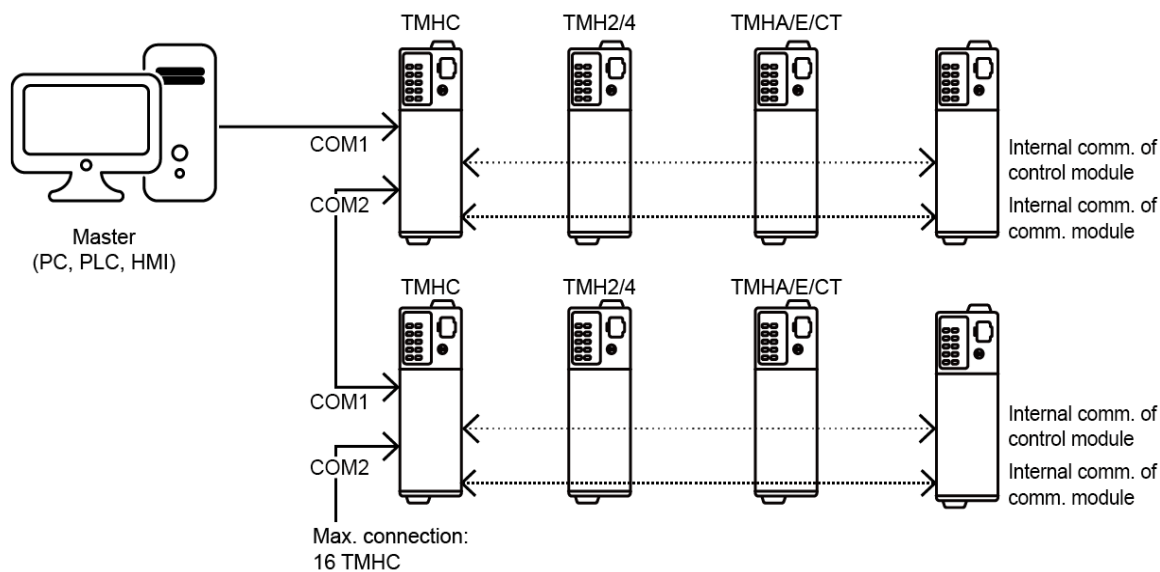 TMHC
TMH2/4
TMHA/E/CT
COM1
Internal comm. of
control module
COM2
Internal comm. of
comm. module
Master
(PC, PLC, HMI)
TMHC
TMH2/4
TMHA/E/CT
COM1
Internal comm. of
control module
COM2
Internal comm. of
comm. module
Max. connection:
16 TMHC